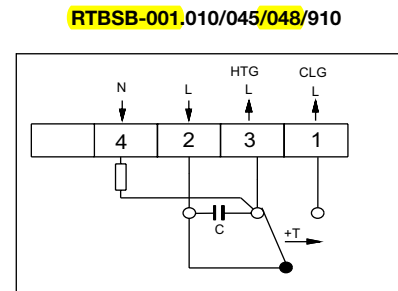 RTBSB-001.010/045/048/910
HTG CLG
N L L L
4 2 3 1
C
+T